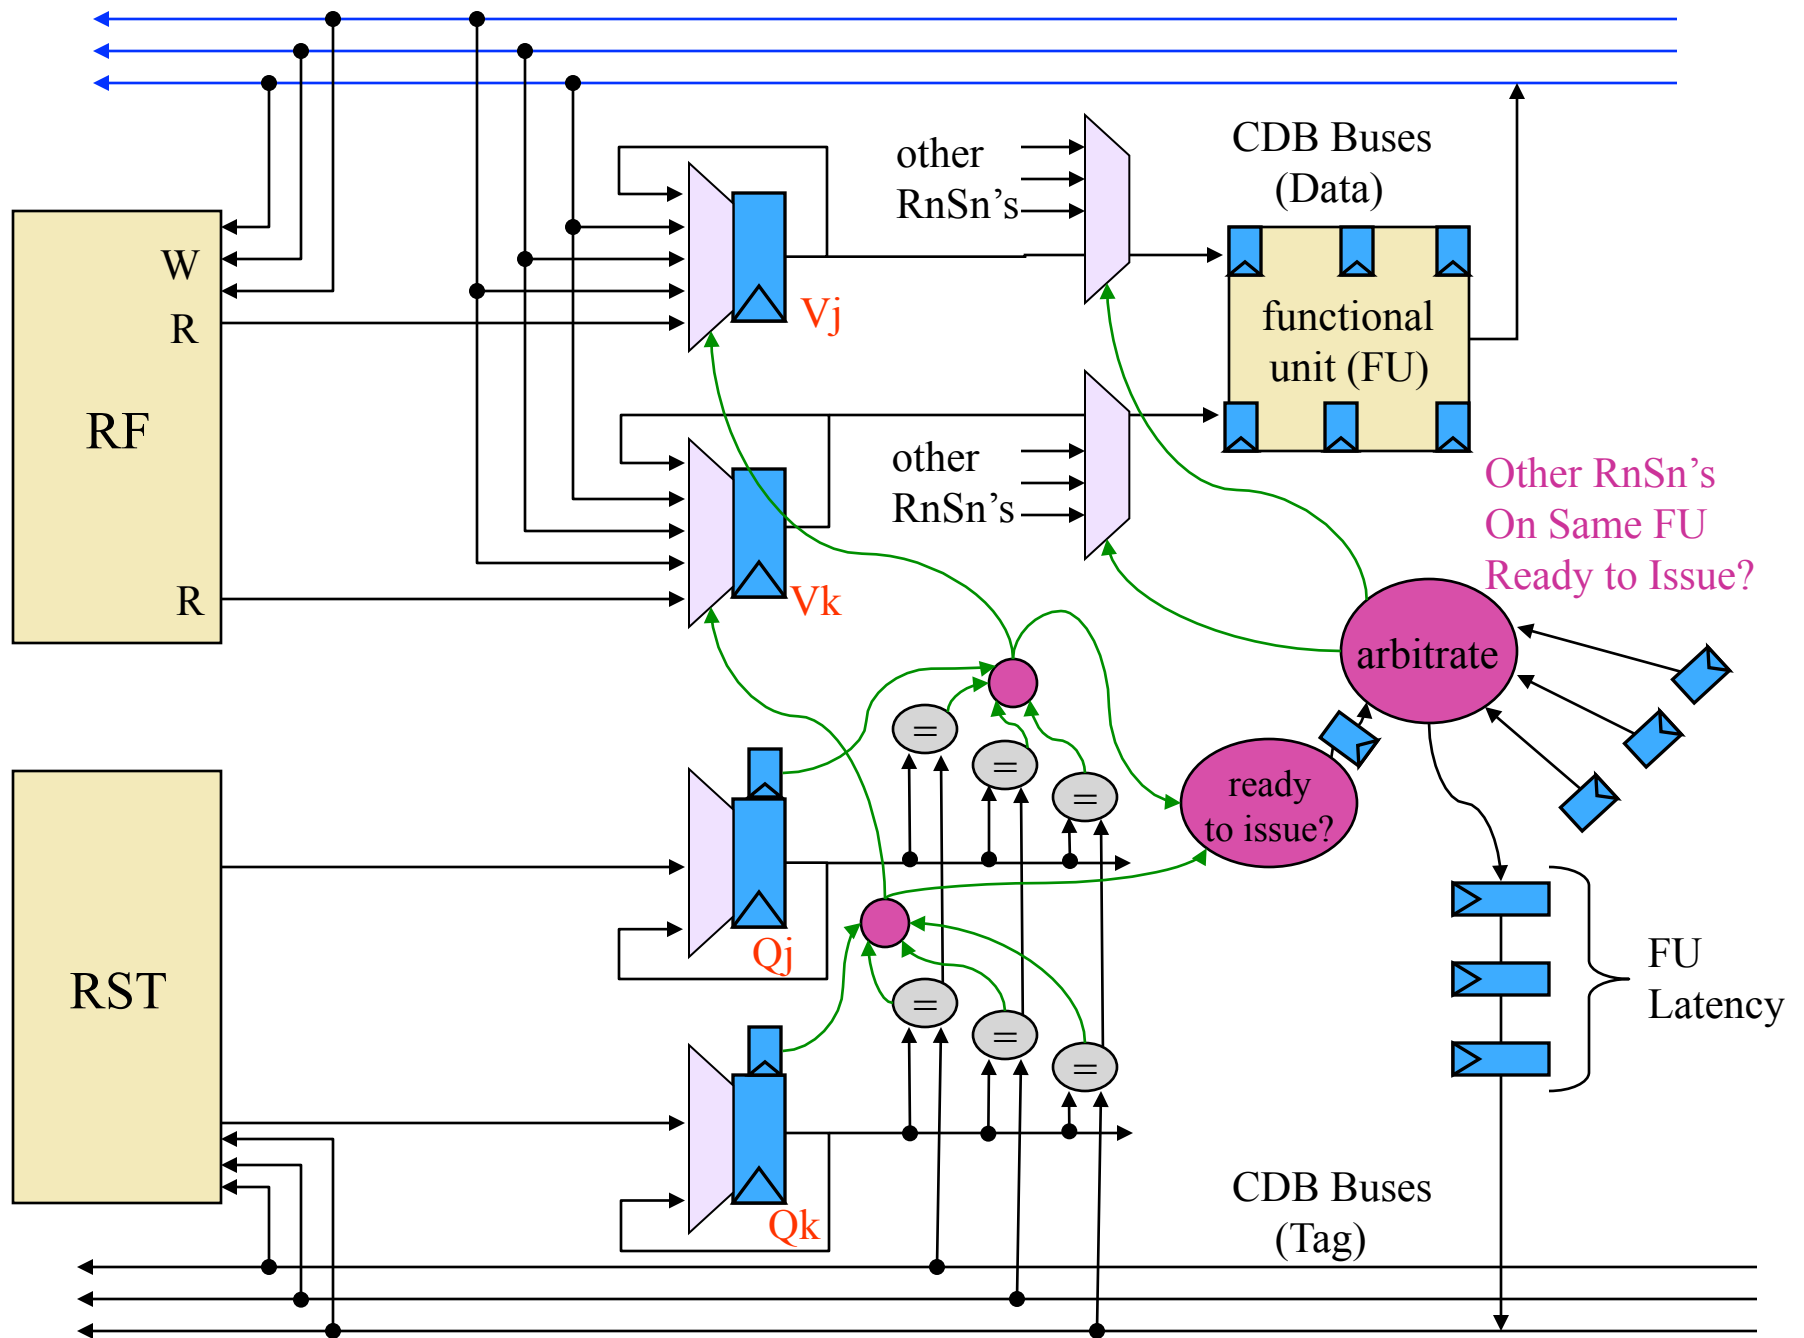 other
RnSn's
CDB Buses
(Data)
W
R
Vj
functional
unit (FU)
RF
other
RnSn's
Other RnSn's
On Same FU
Ready to Issue?
R
Vk
arbitrate
=
=
=
ready
to issue?
Qj
RST
=
=
=
FU
Latency
Qk
CDB Buses
(Tag)